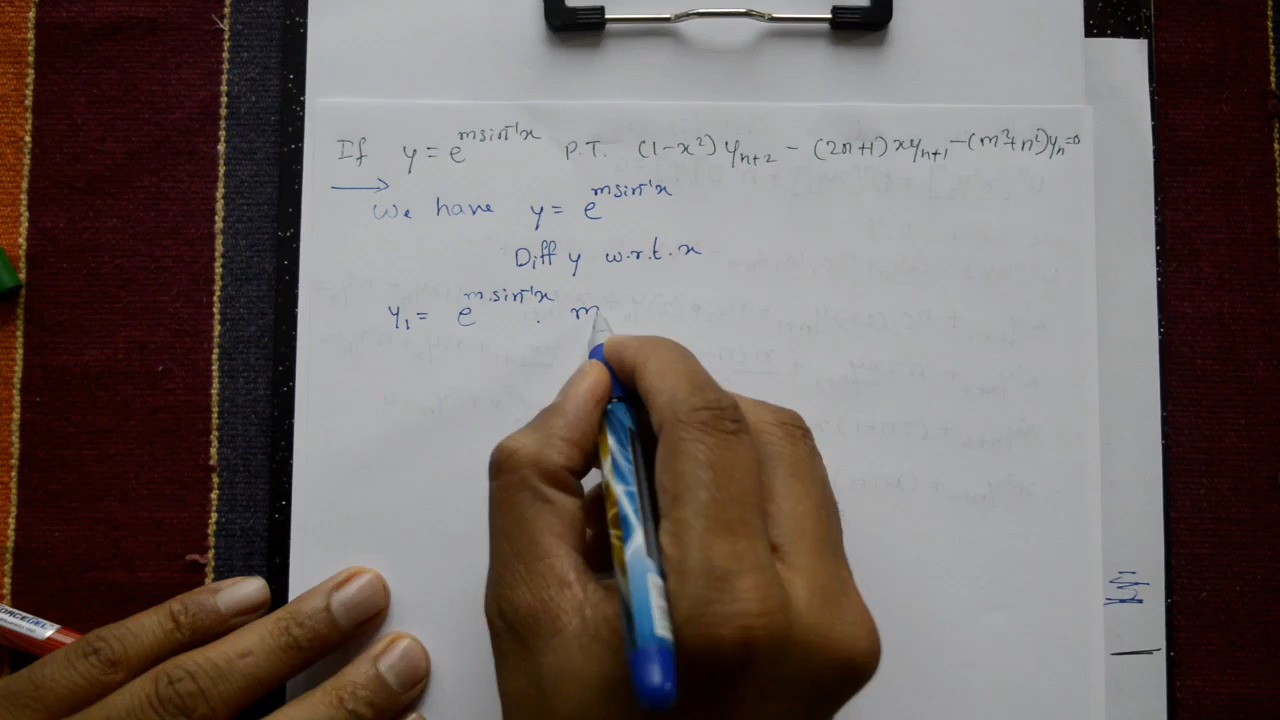 If y = e^{m sin⁻¹x} P.T. (1-x²) y_{n+2} - (2n+1) x y_{n+1} - (m²+n²) y_n = 0
We have y = e^{m sin⁻¹x}
Diff y w.r.t. x
y₁ = e^{m.sin⁻¹x} . m